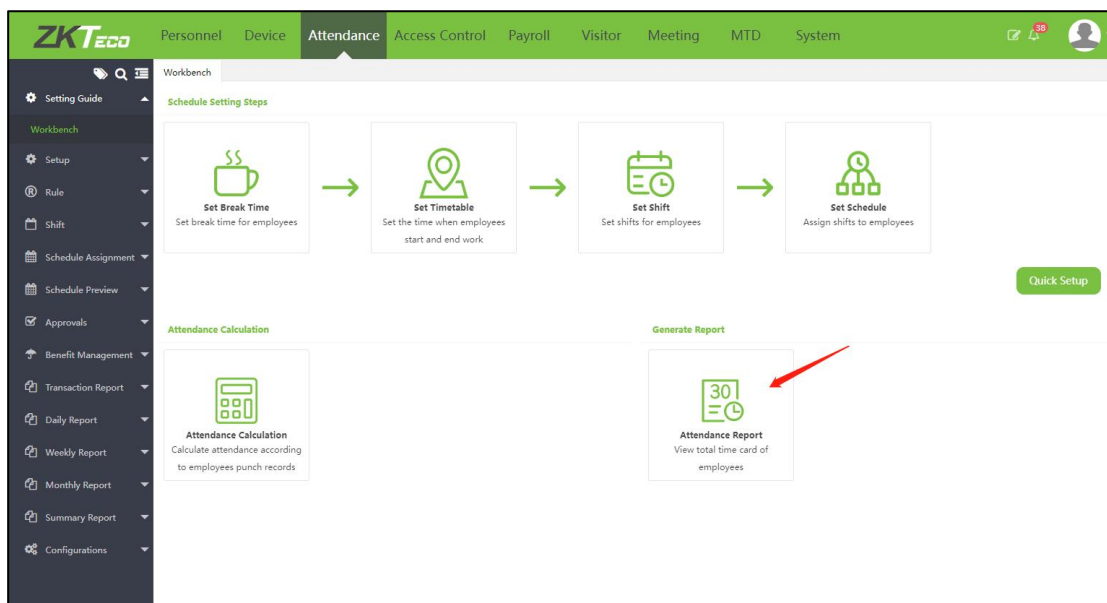 ZKTECO
Personnel Device Attendance Access Control Payroll Visitor Meeting MTD System
38
Workbench
Setting Guide
Workbench
Setup
Rule
Shift
Schedule Assignment
Schedule Preview
Approvals
Benefit Management
Transaction Report
Daily Report
Weekly Report
Monthly Report
Summary Report
Configurations
Schedule Setting Steps
Set Break Time
Set break time for employees
Set Timetable
Set the time when employees
start and end work
Set Shift
Set shifts for employees
Set Schedule
Assign shifts to employees
Quick Setup
Attendance Calculation
Attendance Calculation
Calculate attendance according
to employees punch records
Generate Report
30
Attendance Report
View total time card of
employees